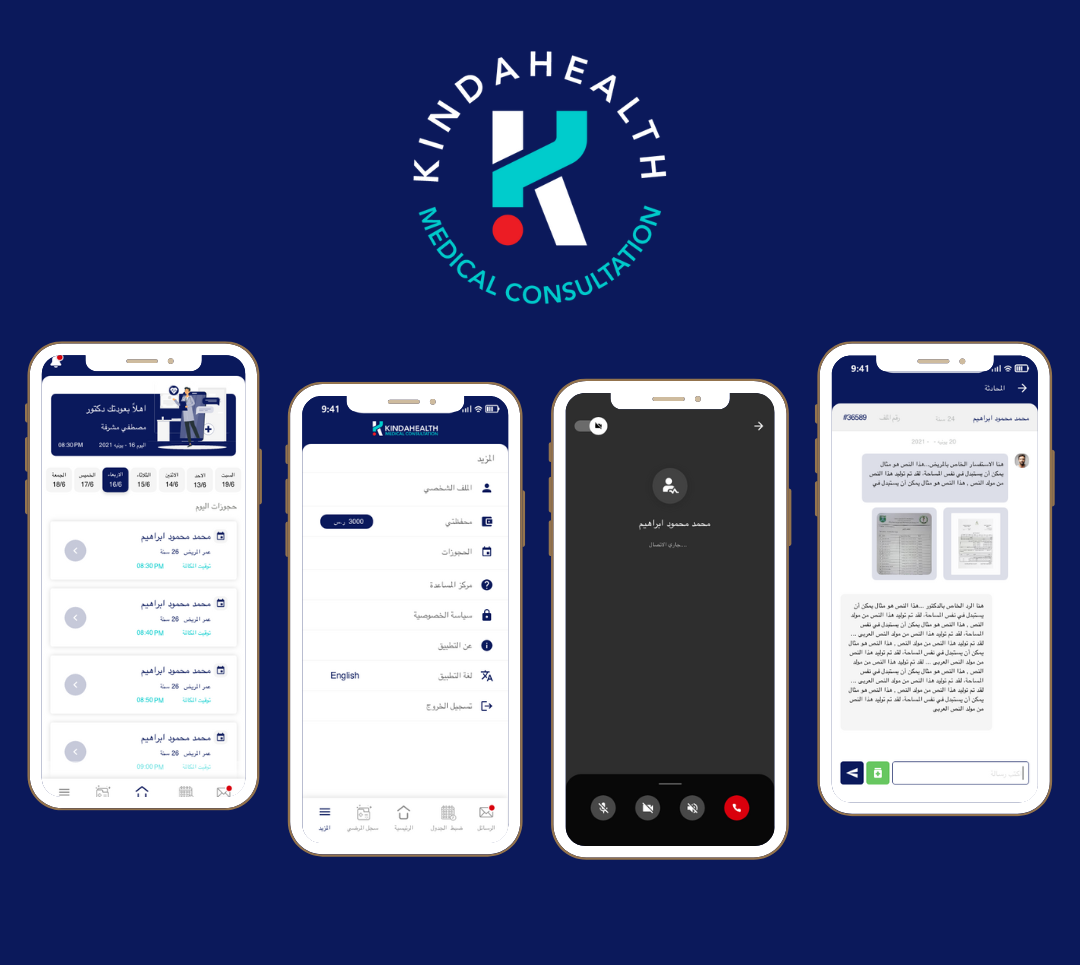 KINDAHEALTH
MEDICAL CONSULTATION
اهلاً بعودتك دكتور
مصطفي مشرفة
اليوم 16 - يونيه 2021
08:30 PM
السبت
19/6
الاحد
13/6
الاثنين
14/6
الثلاثاء
15/6
الاربعاء
16/6
الخميس
17/6
الجمعة
18/6
حجوزات اليوم
محمد محمود ابراهيم
عمر المريض 26 سنة
توقيت المكالمة 08:30 PM
محمد محمود ابراهيم
عمر المريض 26 سنة
توقيت المكالمة 08:40 PM
محمد محمود ابراهيم
عمر المريض 26 سنة
توقيت المكالمة 08:50 PM
محمد محمود ابراهيم
عمر المريض 26 سنة
توقيت المكالمة 09:00 PM
9:41
KINDAHEALTH
MEDICAL CONSULTATION
المزيد
الملف الشخصي
محفظتي
3000 ر.س
الحجوزات
مركز المساعدة
سياسة الخصوصية
عن التطبيق
لغة التطبيق
English
تسجيل الخروج
الرسائل
ضبط الجدول
الرئيسية
سجل المرضي
المزيد
محمد محمود ابراهيم
جاري الاتصال....
9:41
المحادثة
محمد محمود ابراهيم
24 سنة
رقم الملف
#36589
20 يونيه - 2021
هنا الاستفسار الخاص بالمريض...هذا النص هو مثال
يمكن أن يستبدل في نفس المساحة، لقد تم توليد هذا النص
من مولد النص , هذا النص هو مثال يمكن أن يستبدل في
هنا الرد الخاص بالدكتور ...هذا النص هو مثال يمكن أن
يستبدل في نفس المساحة، لقد تم توليد هذا النص من مولد
النص , هذا النص هو مثال يمكن أن يستبدل في نفس
المساحة، لقد تم توليد هذا النص من مولد النص العربى ...
لقد تم توليد هذا النص من مولد النص , هذا النص هو مثال
يمكن أن يستبدل في نفس المساحة، لقد تم توليد هذا النص
من مولد النص العربى ... لقد تم توليد هذا النص من مولد
النص , هذا النص هو مثال يمكن أن يستبدل في نفس
المساحة، لقد تم توليد هذا النص من مولد النص العربى ...
لقد تم توليد هذا النص من مولد النص , هذا النص هو مثال
يمكن أن يستبدل في نفس المساحة، لقد تم توليد هذا النص
من مولد النص العربى
اكتب رسالة